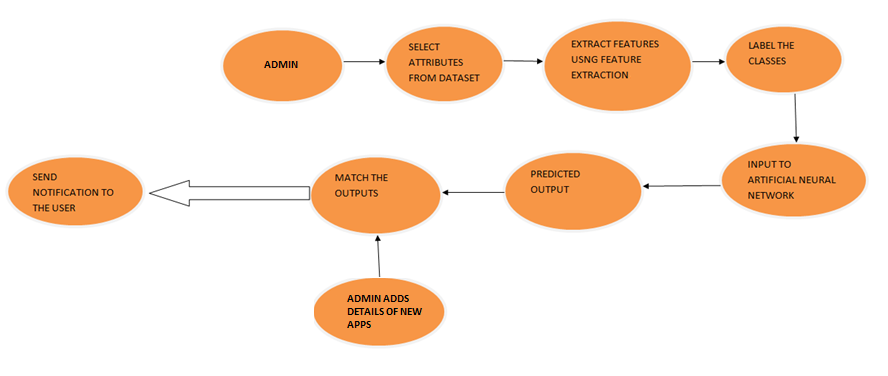 ADMIN
SELECT
ATTRIBUTES
FROM DATASET
EXTRACT FEATURES
USNG FEATURE
EXTRACTION
LABEL THE
CLASSES
INPUT TO
ARTIFICIAL NEURAL
NETWORK
PREDICTED
OUTPUT
MATCH THE
OUTPUTS
SEND
NOTIFICATION TO
THE USER
ADMIN ADDS
DETAILS OF NEW
APPS